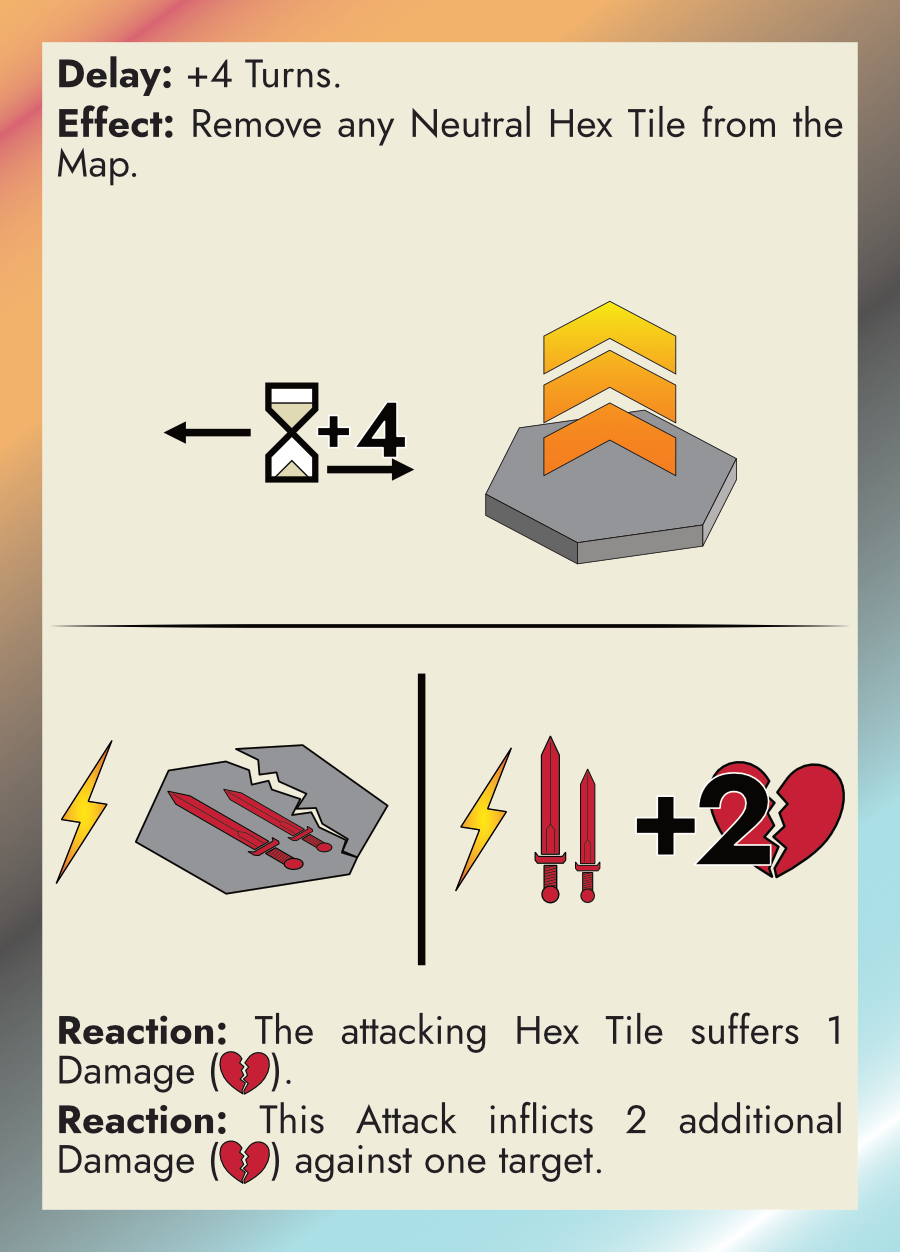 Delay: +4 Turns.
Effect: Remove any Neutral Hex Tile from the
Map.
+4
+2
Reaction: The attacking Hex Tile suffers 1
Damage ( ).
Reaction: This Attack inflicts 2 additional
Damage ( ) against one target.